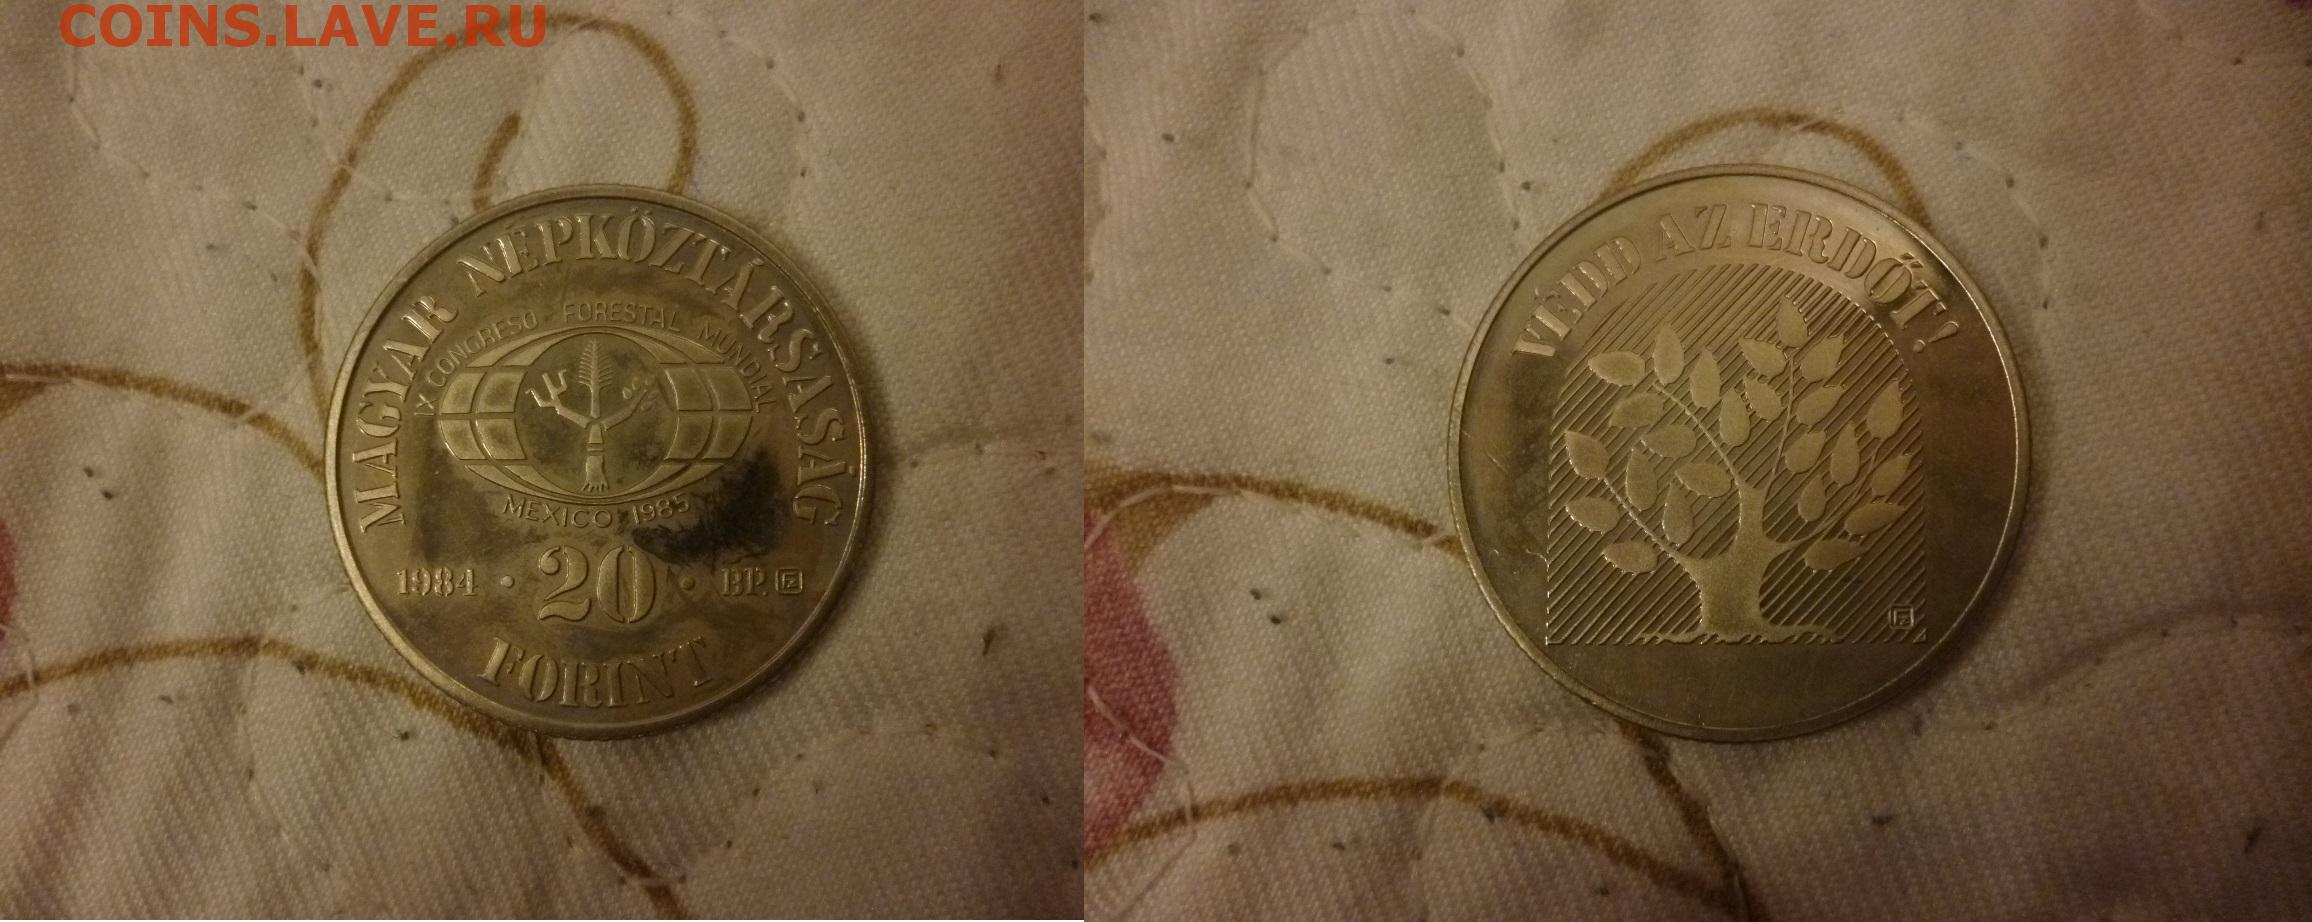 COINS.LAVE.RU
MAGYAR NÉPKÖZTÁRSASÁG
IX CONGRESO FORESTAL MUNDIAL
MEXICO 1985
1984 · 20 · BP.
FORINT
VÉDD AZ ERDŐT!